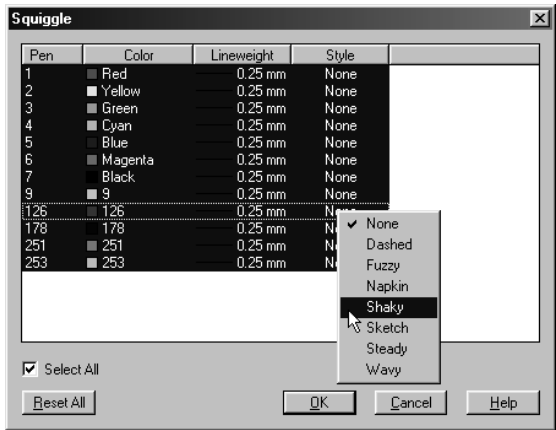 Squiggle
Pen Color Lineweight Style
1 Red 0.25 mm None
2 Yellow 0.25 mm None
3 Green 0.25 mm None
4 Cyan 0.25 mm None
5 Blue 0.25 mm None
6 Magenta 0.25 mm None
7 Black 0.25 mm None
9 9 0.25 mm None
126 126 0.25 mm
178 178 0.25 mm
251 251 0.25 mm
253 253 0.25 mm
None
Dashed
Fuzzy
Napkin
Shaky
Sketch
Steady
Wavy
Select All
Reset All OK Cancel Help